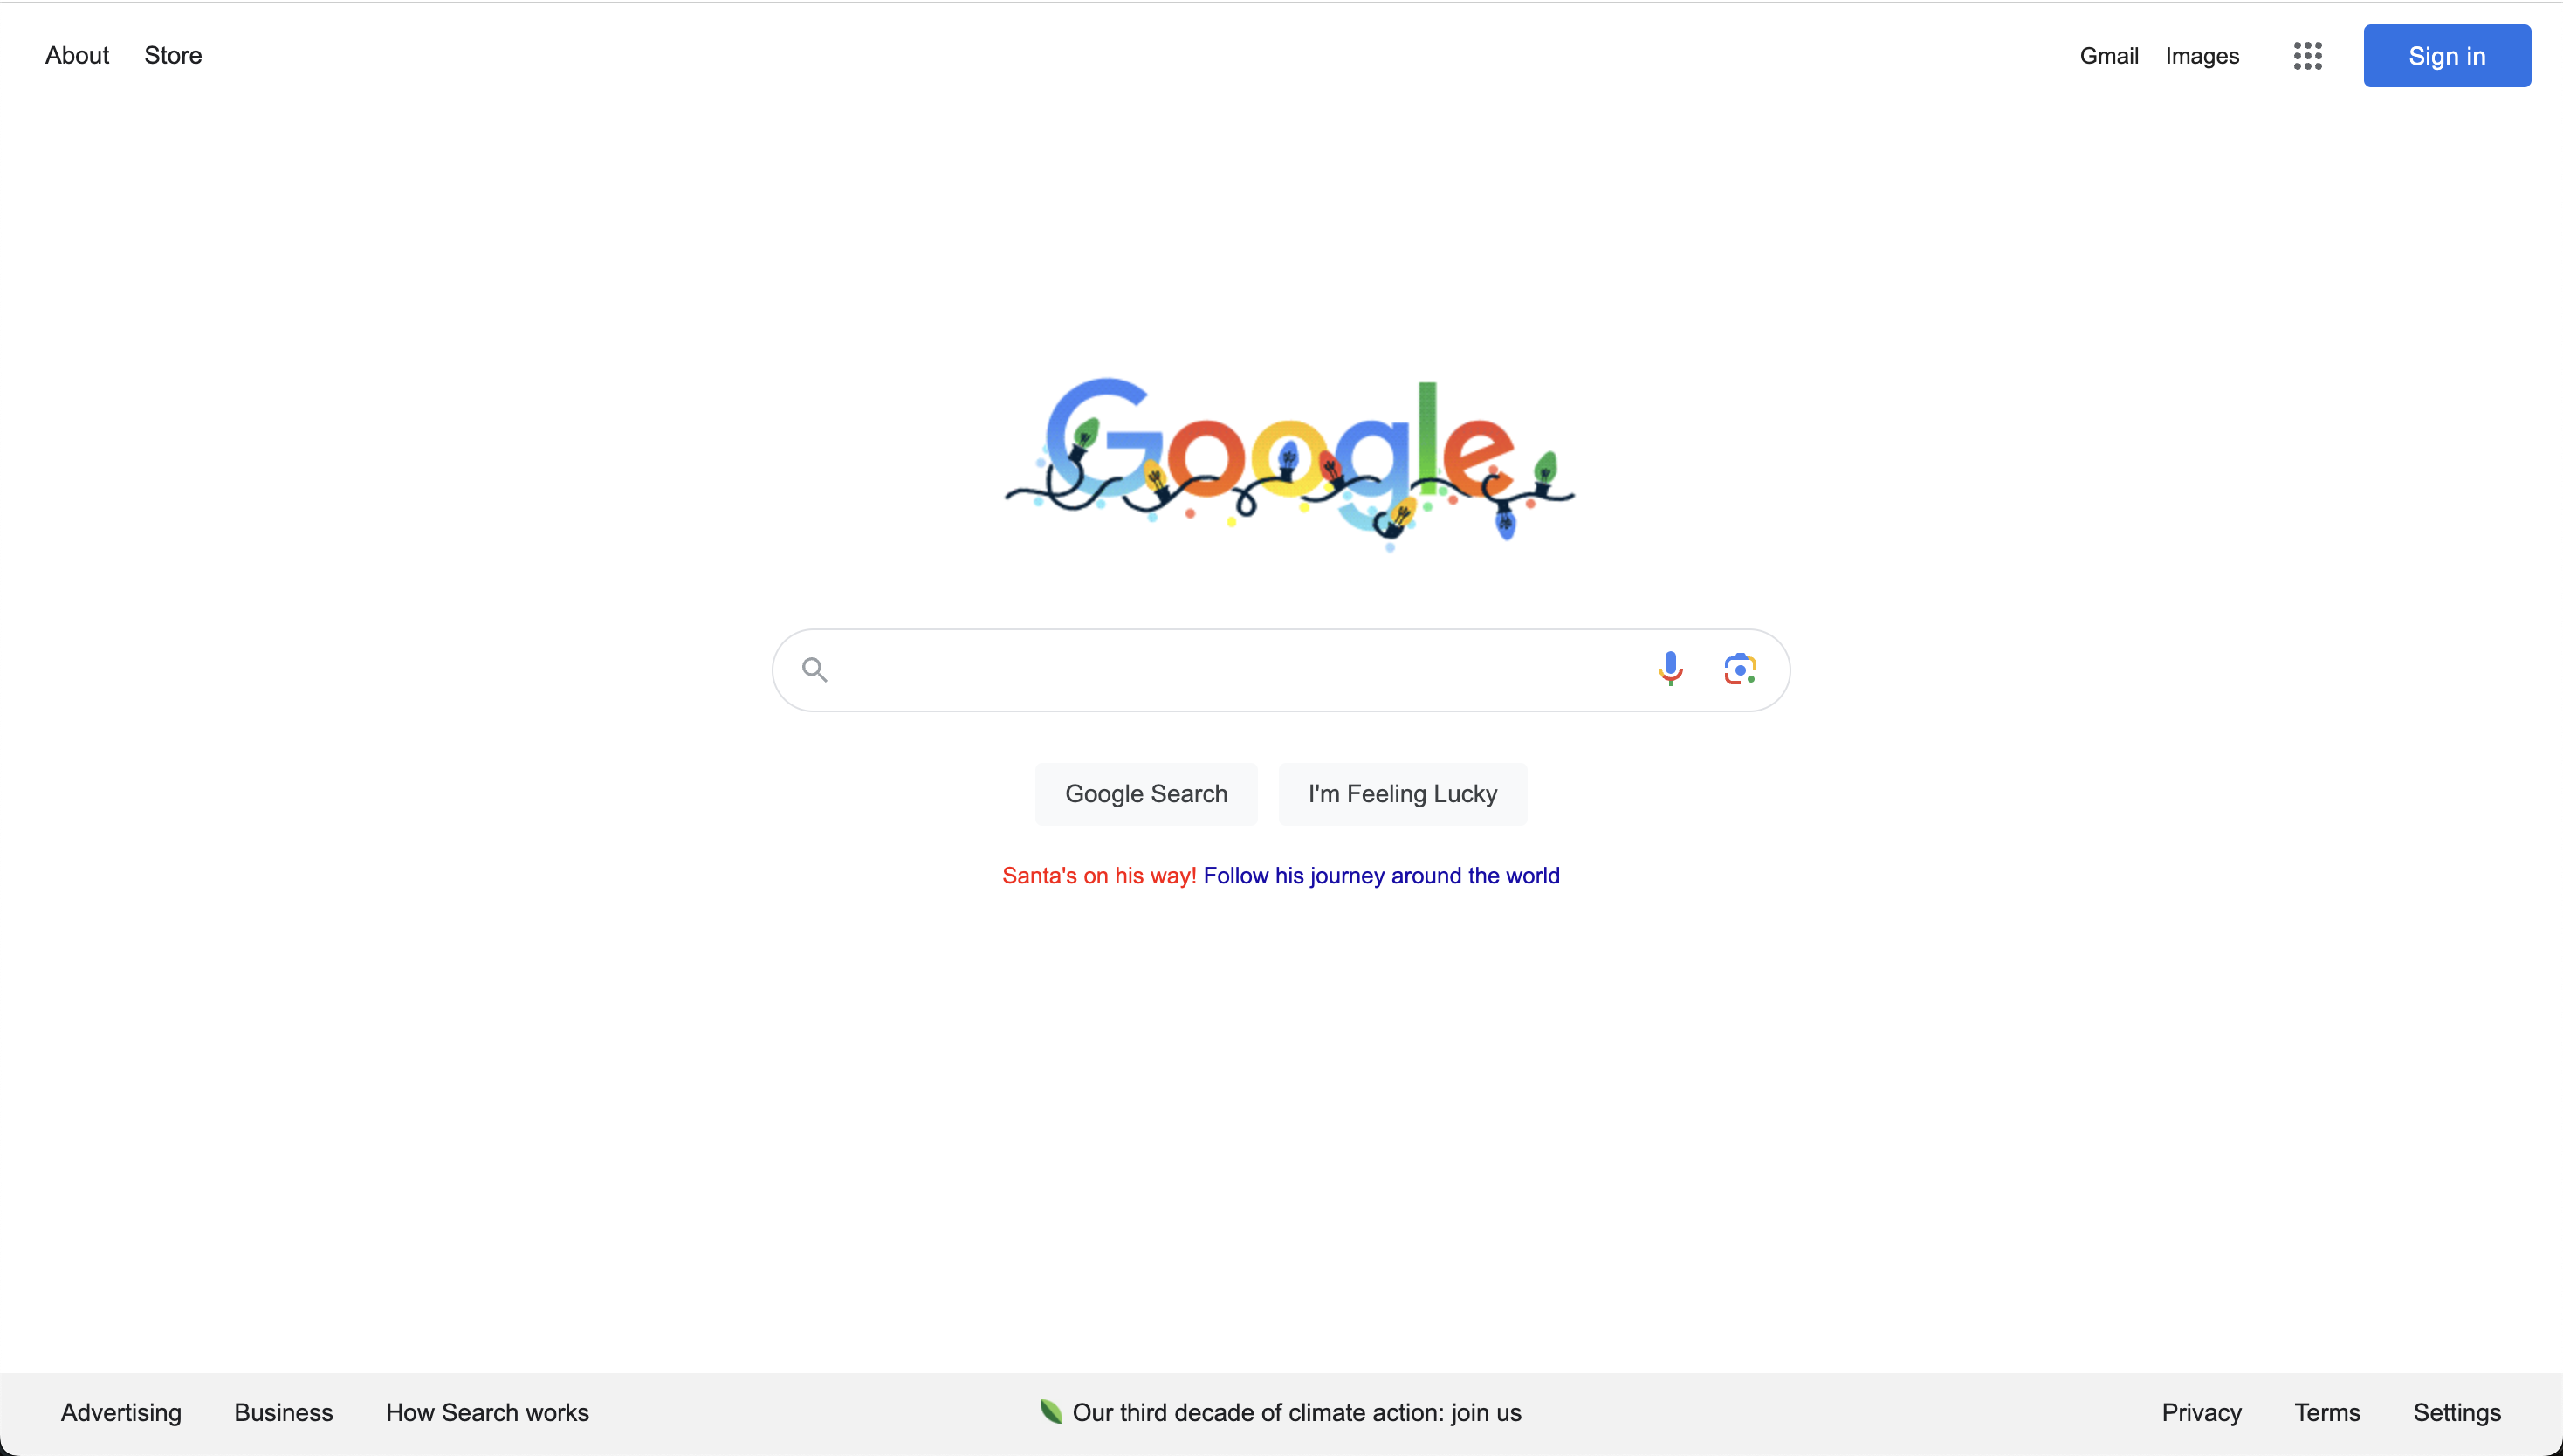 About Store Gmail Images Sign in
Google
Google Search I'm Feeling Lucky
Santa's on his way! Follow his journey around the world
Advertising Business How Search works Our third decade of climate action: join us Privacy Terms Settings